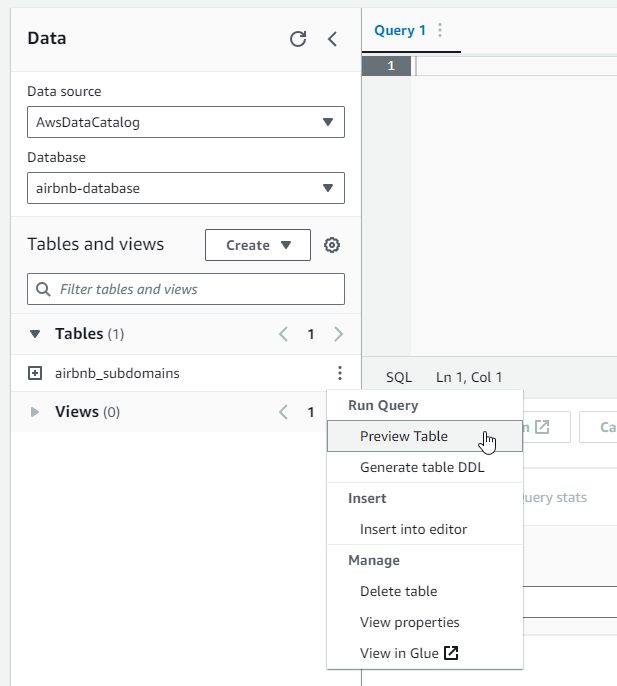 Data
Query 1
1
Data source
AwsDataCatalog
Database
airbnb-database
Tables and views
Create
Filter tables and views
Tables (1)
1
airbnb_subdomains
SQL Ln 1, Col 1
Views (0)
1
Run Query
Preview Table
Generate table DDL
Insert
Insert into editor
Manage
Delete table
View properties
View in Glue
Ca
uery stats